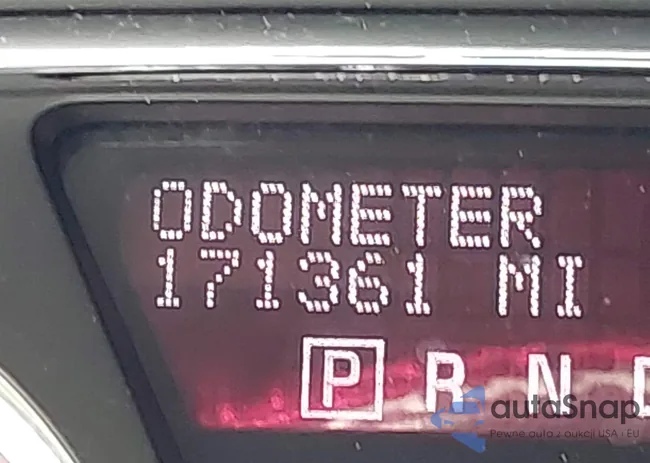 ODOMETER
171361 MI
P R N D
autoSnap
Pewne auta z aukcji USA i EU